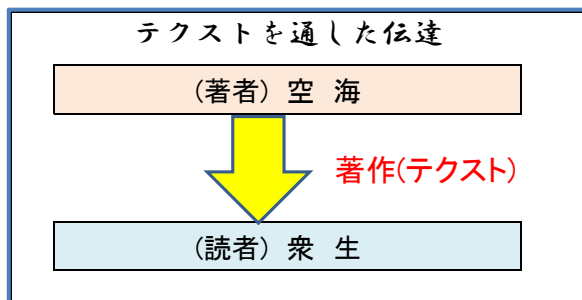 テクストを通した伝達
(著者) 空 海
著作(テクスト)
(読者) 衆 生